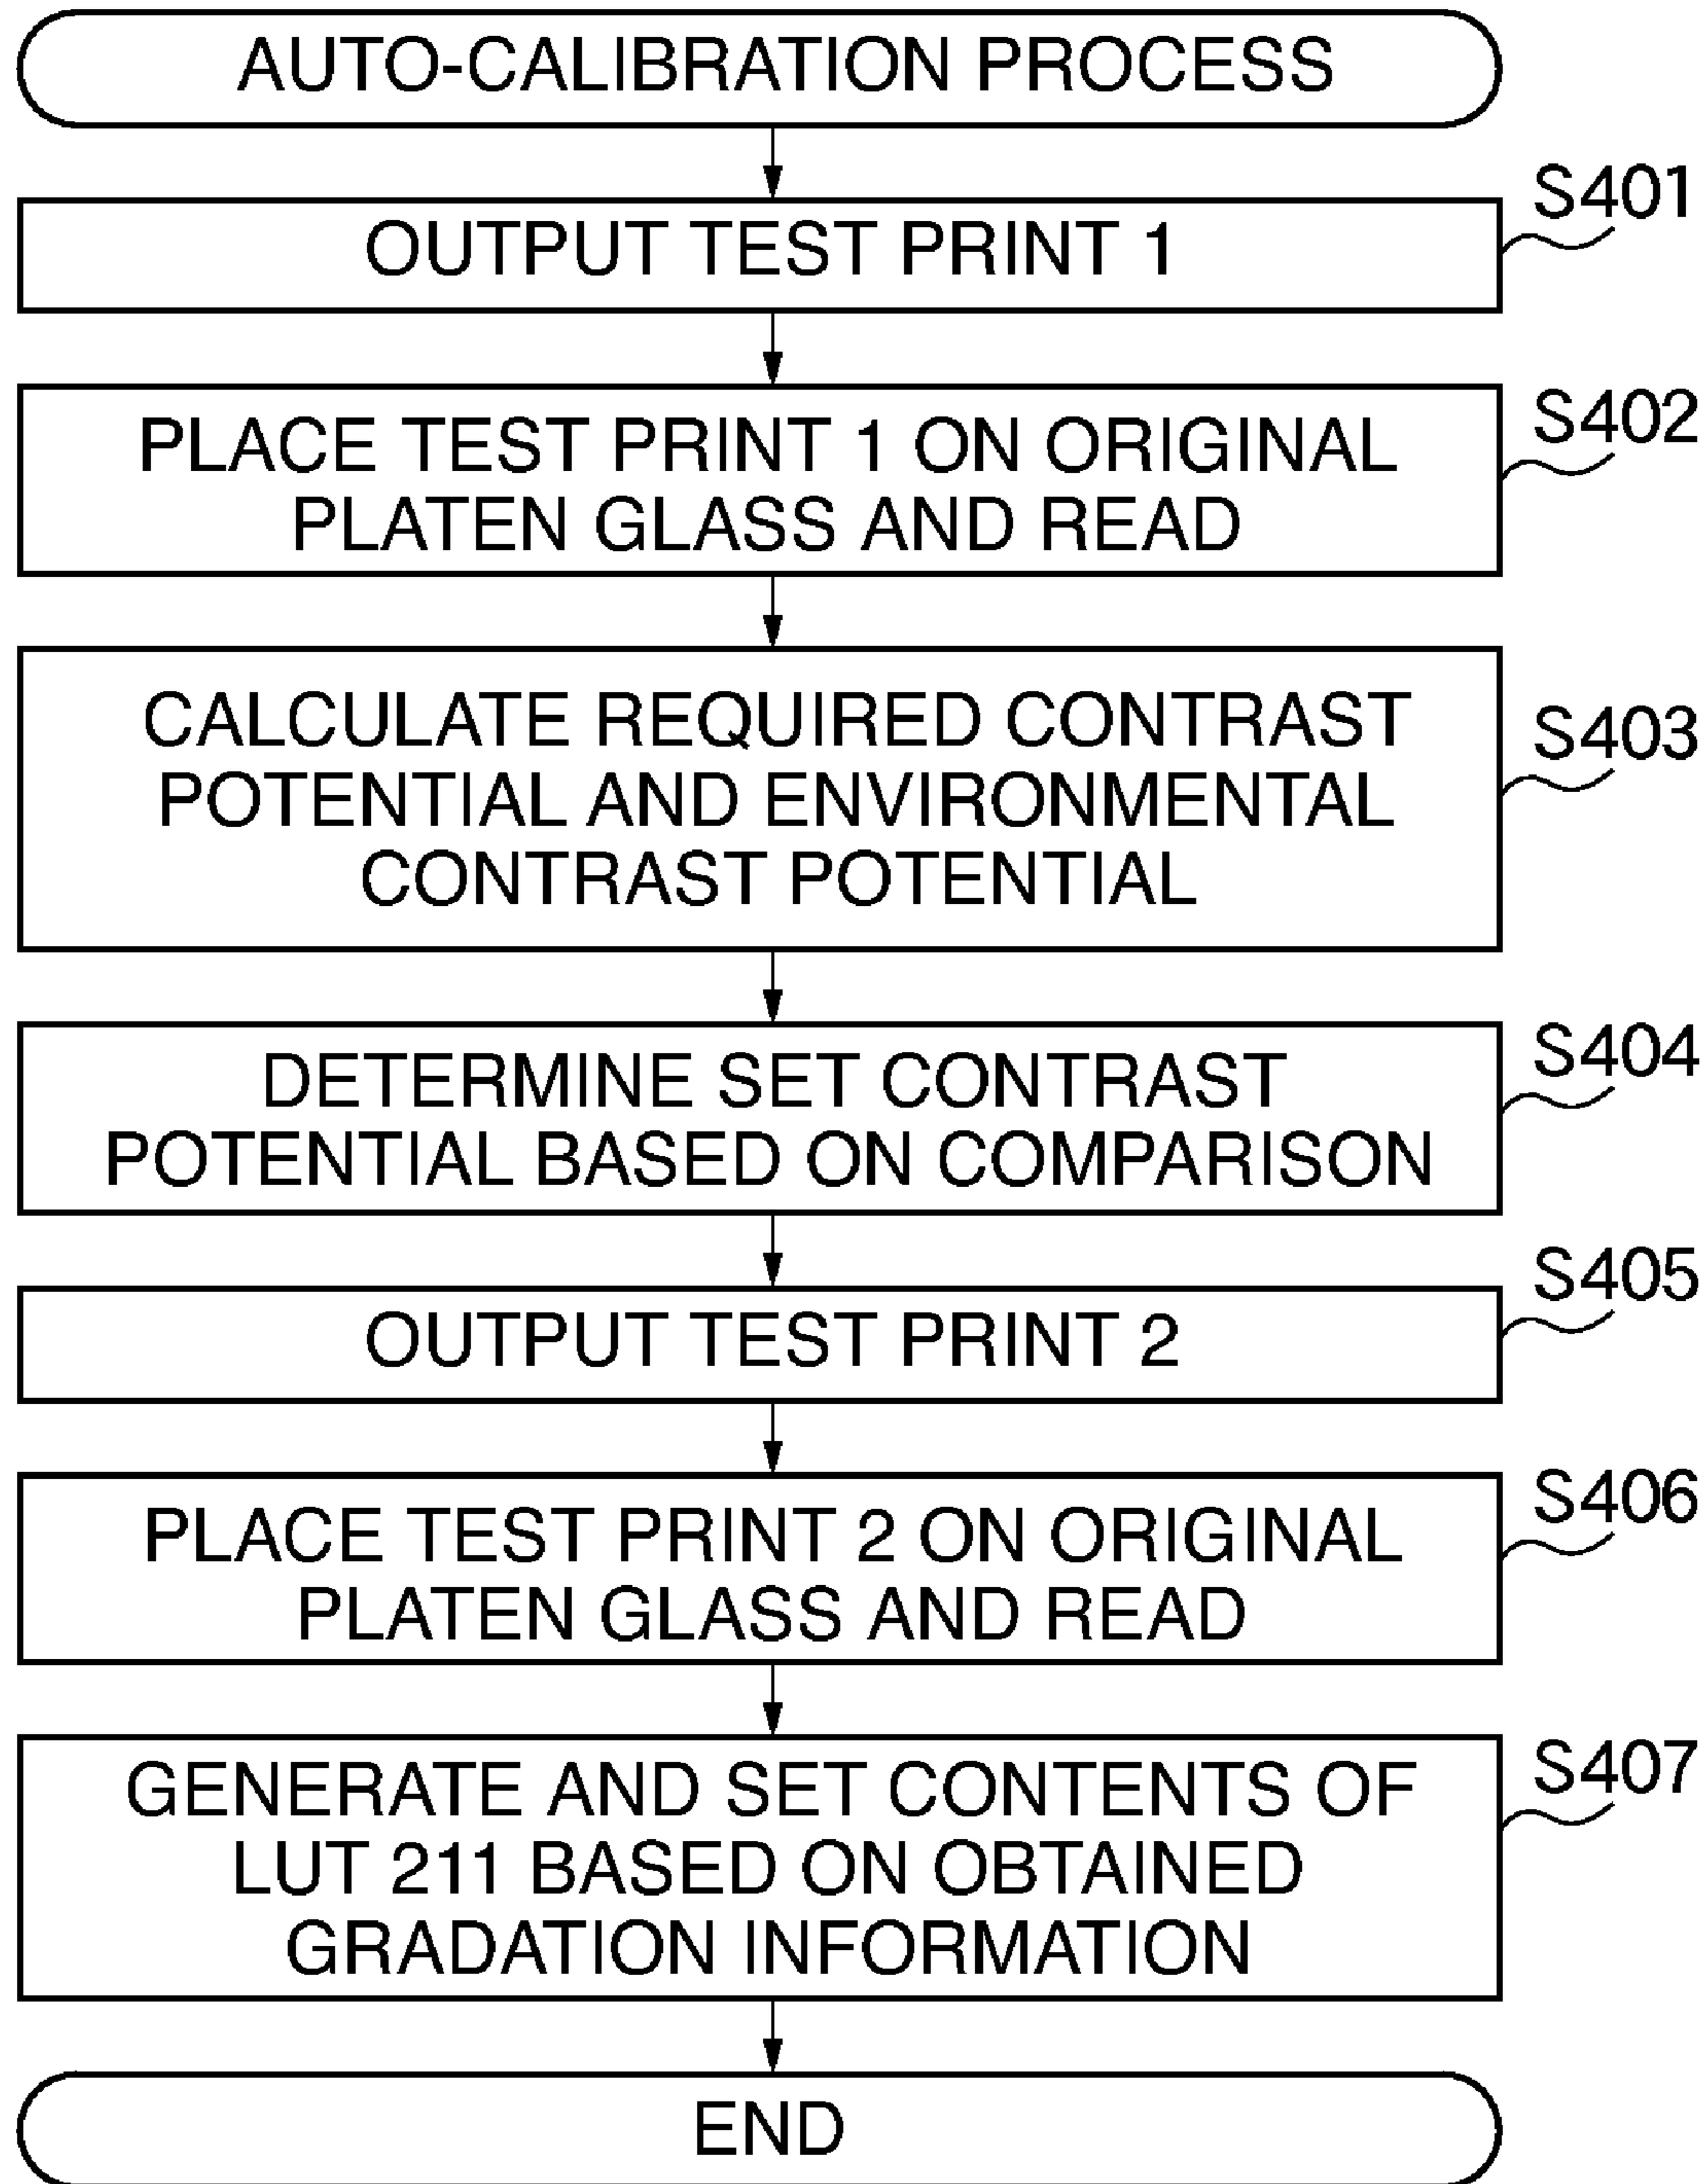 AUTO-CALIBRATION PROCESS
S401
OUTPUT TEST PRINT 1
S402
PLACE TEST PRINT 1 ON ORIGINAL
PLATEN GLASS AND READ
S403
CALCULATE REQUIRED CONTRAST
POTENTIAL AND ENVIRONMENTAL
CONTRAST POTENTIAL
S404
DETERMINE SET CONTRAST
POTENTIAL BASED ON COMPARISON
S405
OUTPUT TEST PRINT 2
S406
PLACE TEST PRINT 2 ON ORIGINAL
PLATEN GLASS AND READ
S407
GENERATE AND SET CONTENTS OF
LUT 211 BASED ON OBTAINED
GRADATION INFORMATION
END